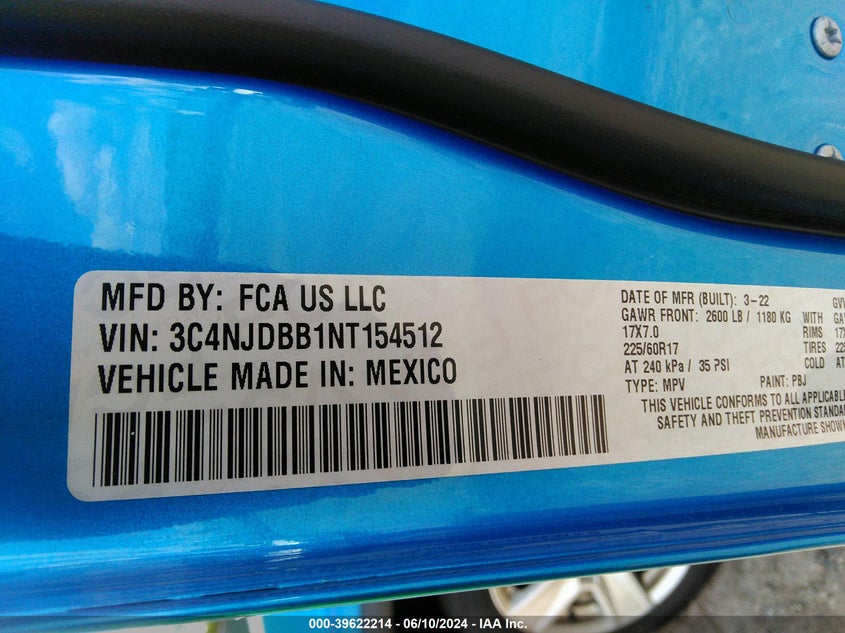 MFD BY: FCA US LLC
VIN: 3C4NJDBB1NT154512
VEHICLE MADE IN: MEXICO
DATE OF MFR (BUILT): 3-22
GAWR FRONT: 2600 LB / 1180 KG WITH
17X7.0 RIMS
225/60R17 TIRES
AT 240 kPa / 35 PSI COLD
TYPE: MPV PAINT: PBJ
THIS VEHICLE CONFORMS TO ALL APPLICABLE
SAFETY AND THEFT PREVENTION
MANUFACTURE
AT
000-39622214 - 06/10/2024 - IAA Inc.